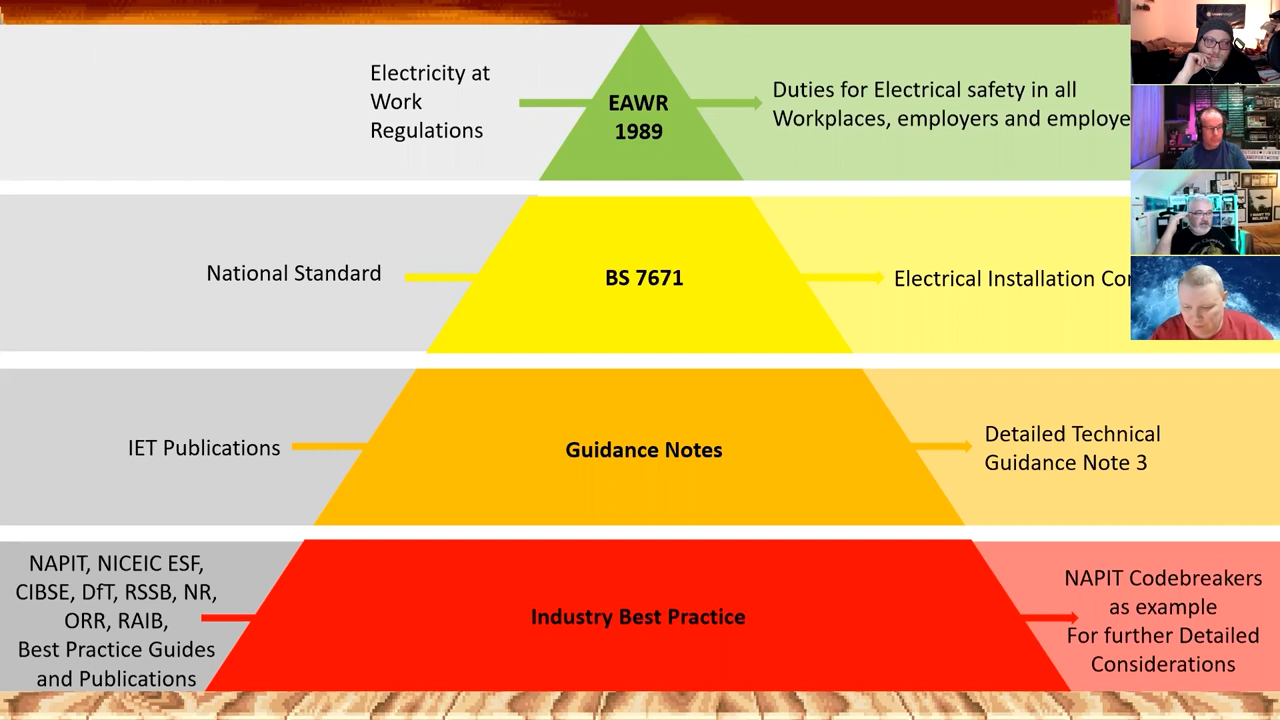 Electricity at
Work
Regulations
EAWR
1989
Duties for Electrical safety in all
Workplaces, employers and employe
National Standard
BS 7671
Electrical Installation Co
IET Publications
Guidance Notes
Detailed Technical
Guidance Note 3
NAPIT, NICEIC ESF,
CIBSE, DfT, RSSB, NR,
ORR, RAIB,
Best Practice Guides
and Publications
Industry Best Practice
NAPIT Codebreakers
as example
For further Detailed
Considerations
I WANT TO
BELIEVE